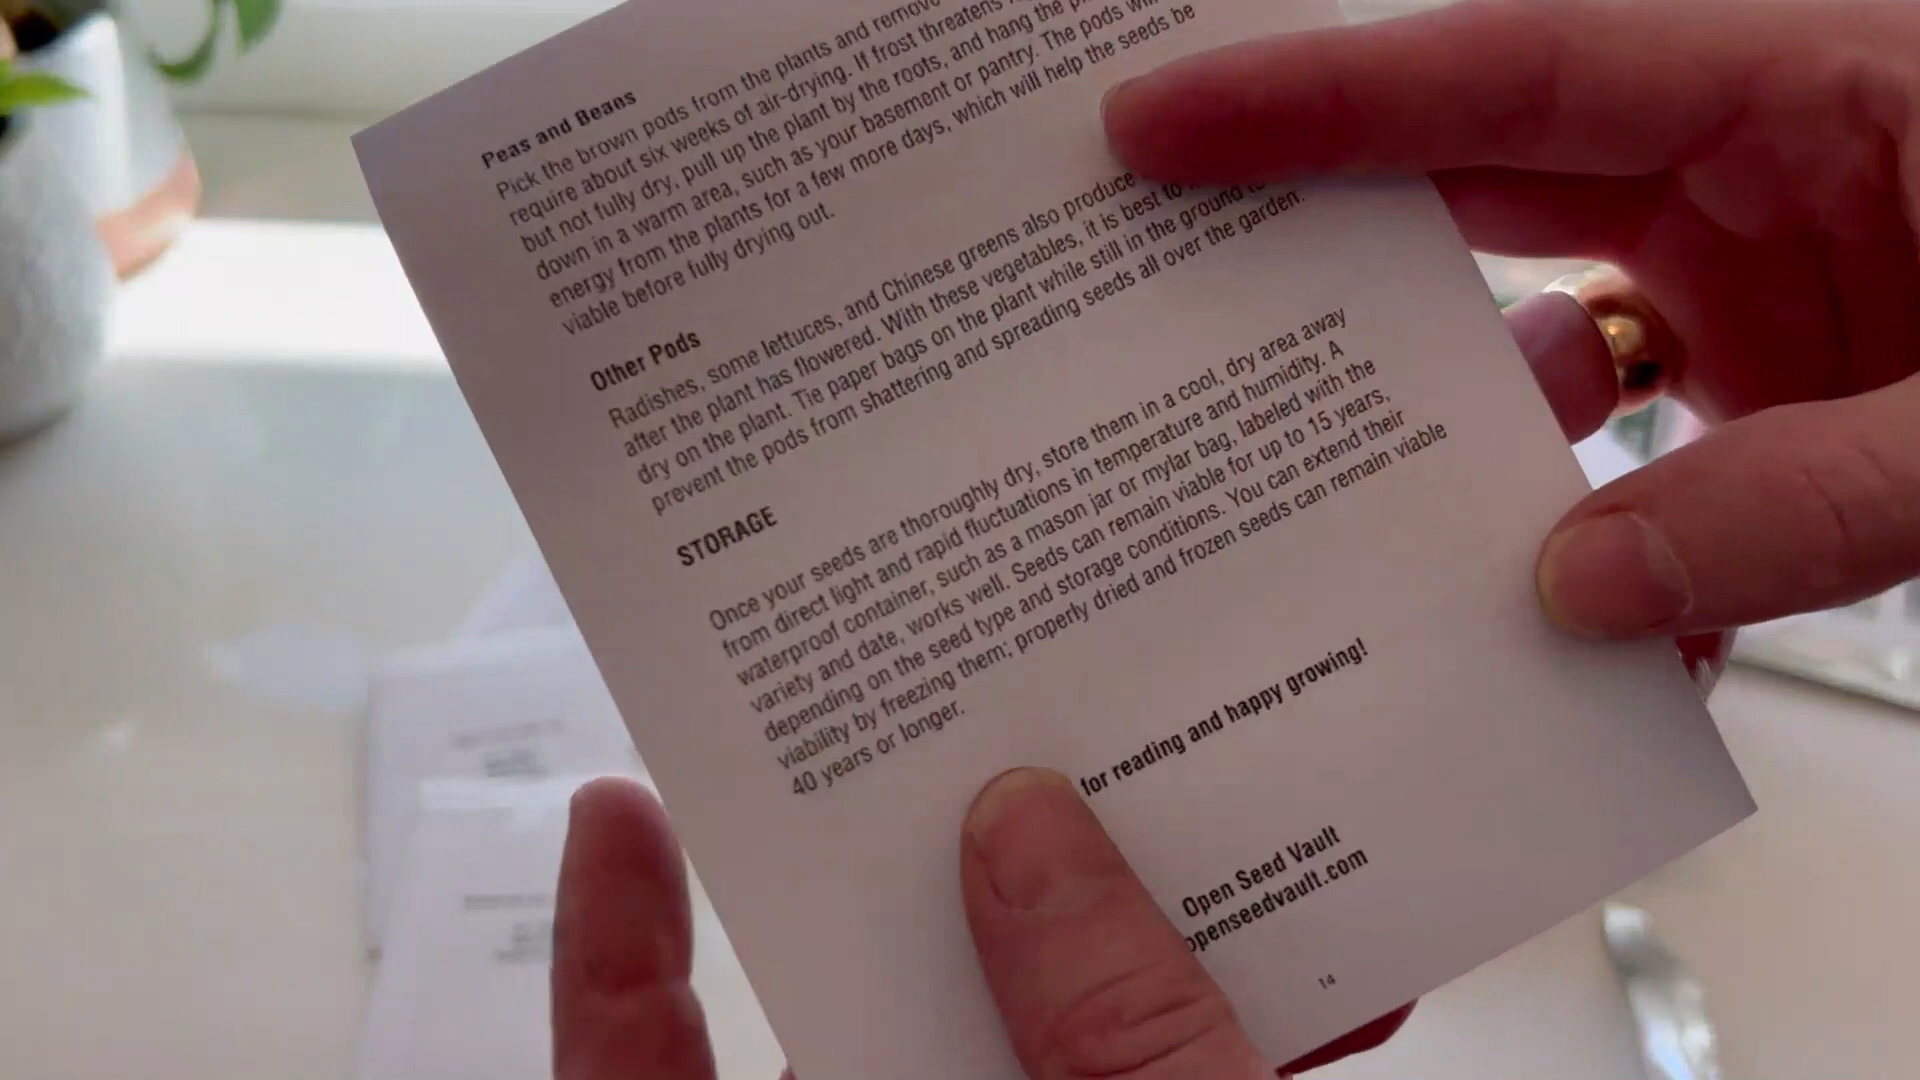 Peas and Beans
Pick the brown pods from the plants and remove
require about six weeks of air-drying. If frost threatens
but not fully dry, pull up the plant by the roots, and hang the
down in a warm area, such as your basement or pantry. The pods
energy from the plants for a few more days, which will help the seeds be
viable before fully drying out.
Other Pods
Radishes, some lettuces, and Chinese greens also produce
after the plant has flowered. With these vegetables, it is best to
dry on the plant. Tie paper bags on the plant while still in the ground
prevent the pods from shattering and spreading seeds all over the garden.
STORAGE
Once your seeds are thoroughly dry, store them in a cool, dry area away
from direct light and rapid fluctuations in temperature and humidity. A
waterproof container, such as a mason jar or mylar bag, labeled with the
variety and date, works well. Seeds can remain viable for up to 15 years,
depending on the seed type and storage conditions. You can extend their
viability by freezing them; properly dried and frozen seeds can remain viable
40 years or longer.
for reading and happy growing!
Open Seed Vault
openseedvault.com
14